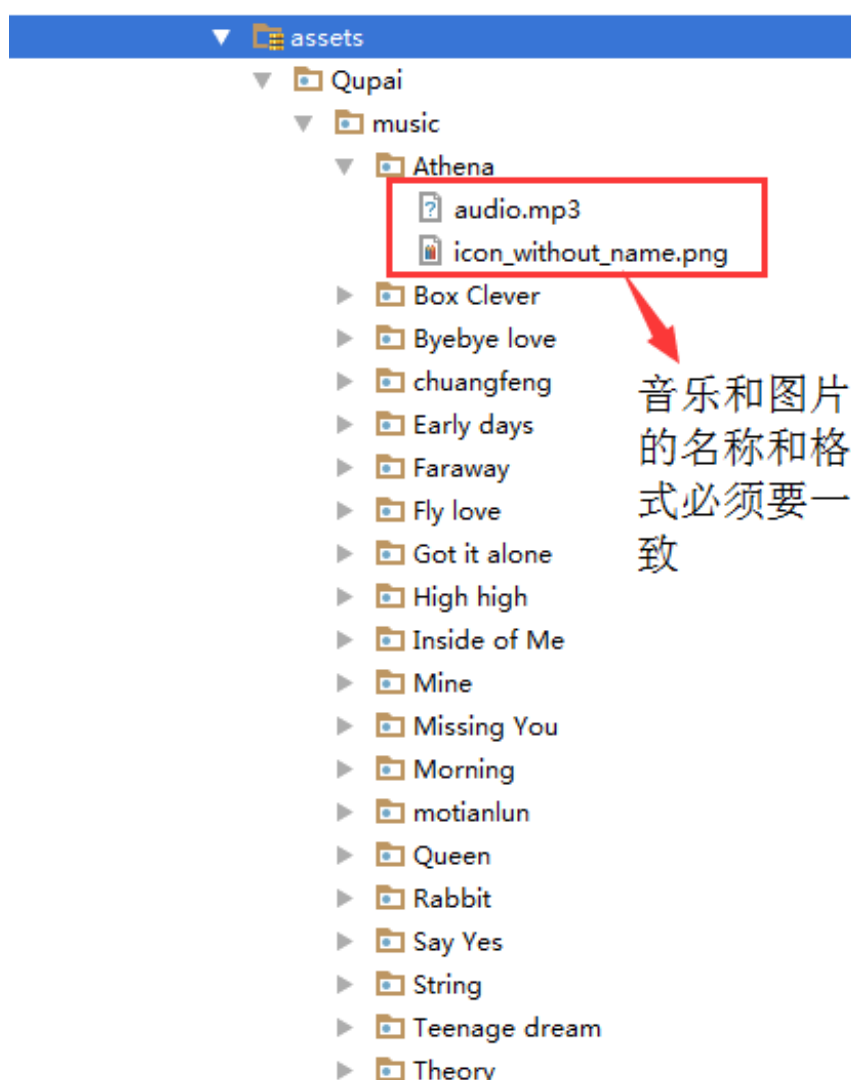 assets
Qupai
music
Athena
audio.mp3
icon_without_name.png
Box Clever
Byebye love
chuangfeng
Early days
Faraway
Fly love
Got it alone
High high
Inside of Me
Mine
Missing You
Morning
motianlun
Queen
Rabbit
Say Yes
String
Teenage dream
Theory
音乐和图片
的名称和格
式必须要一
致